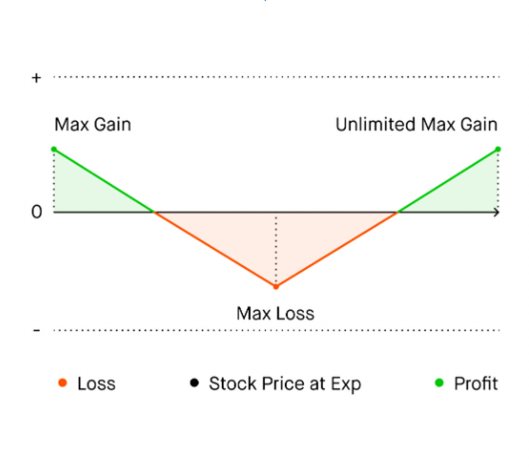 +
Max Gain
Unlimited Max Gain
0
Max Loss
-
Loss
Stock Price at Exp
Profit